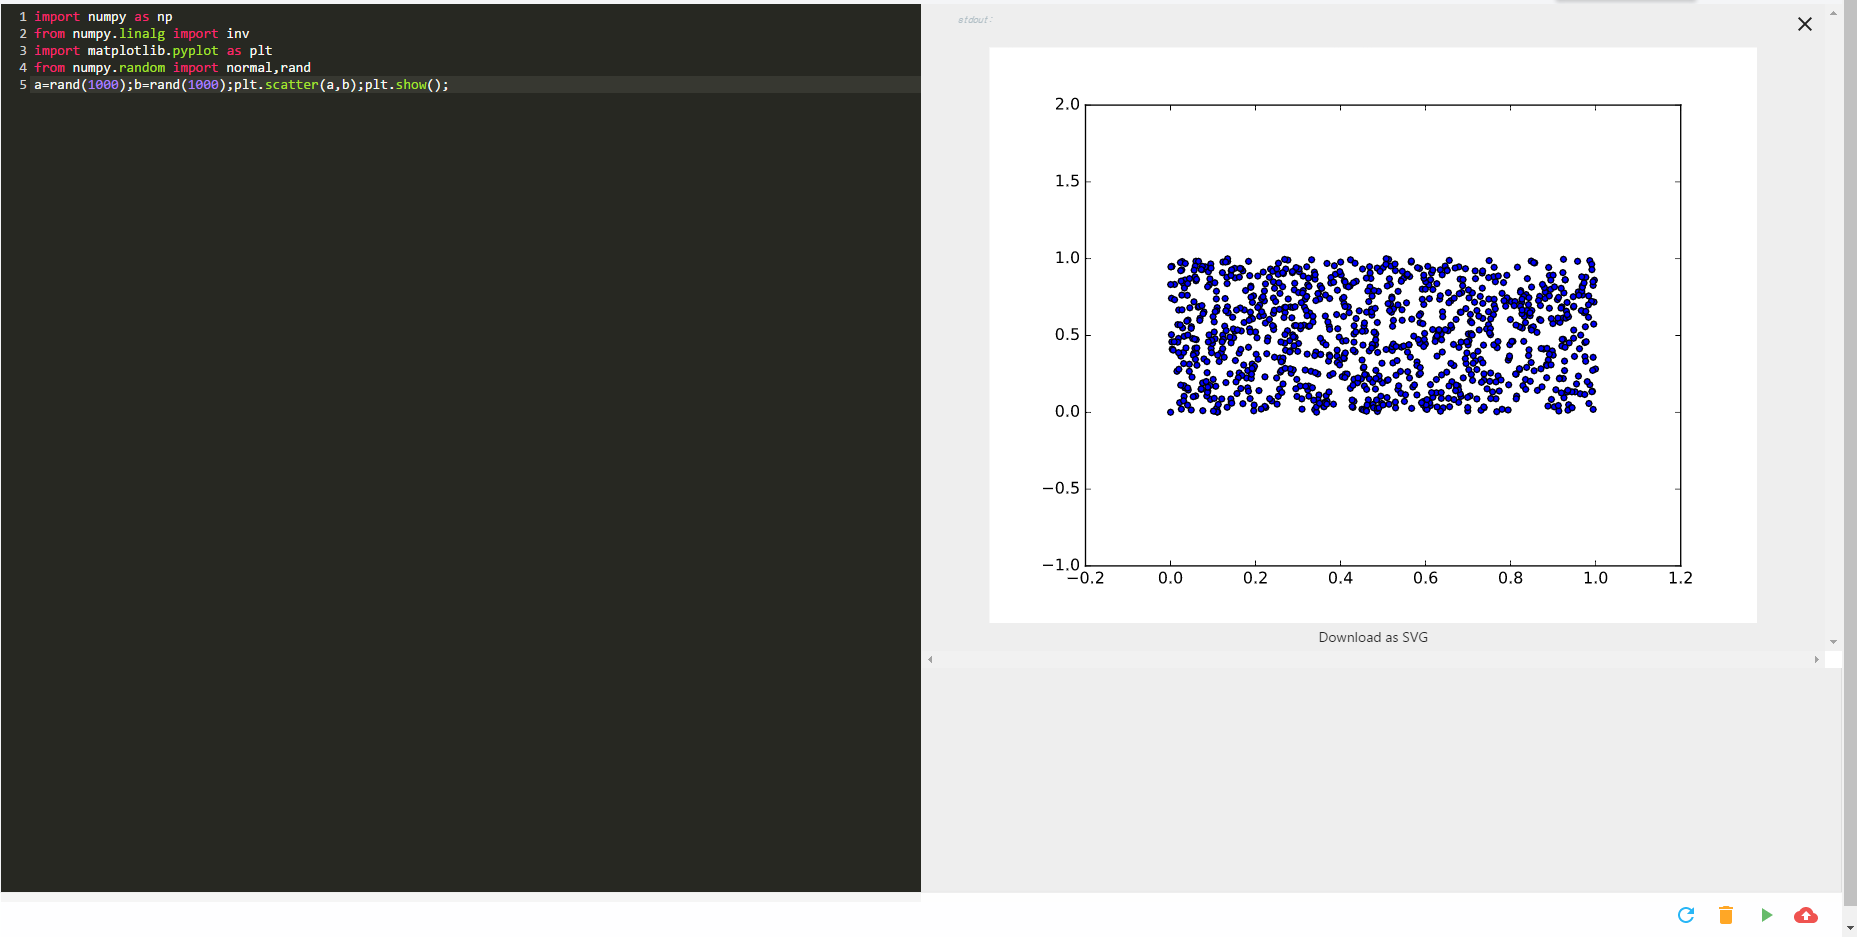 1 import numpy as np
2 from numpy.linalg import inv
3 import matplotlib.pyplot as plt
4 from numpy.random import normal,rand
5 a=rand(1000);b=rand(1000);plt.scatter(a,b);plt.show();
stdout:
2.0
1.5
1.0
0.5
0.0
−0.5
−1.0
−0.2 0.0 0.2 0.4 0.6 0.8 1.0 1.2
Download as SVG